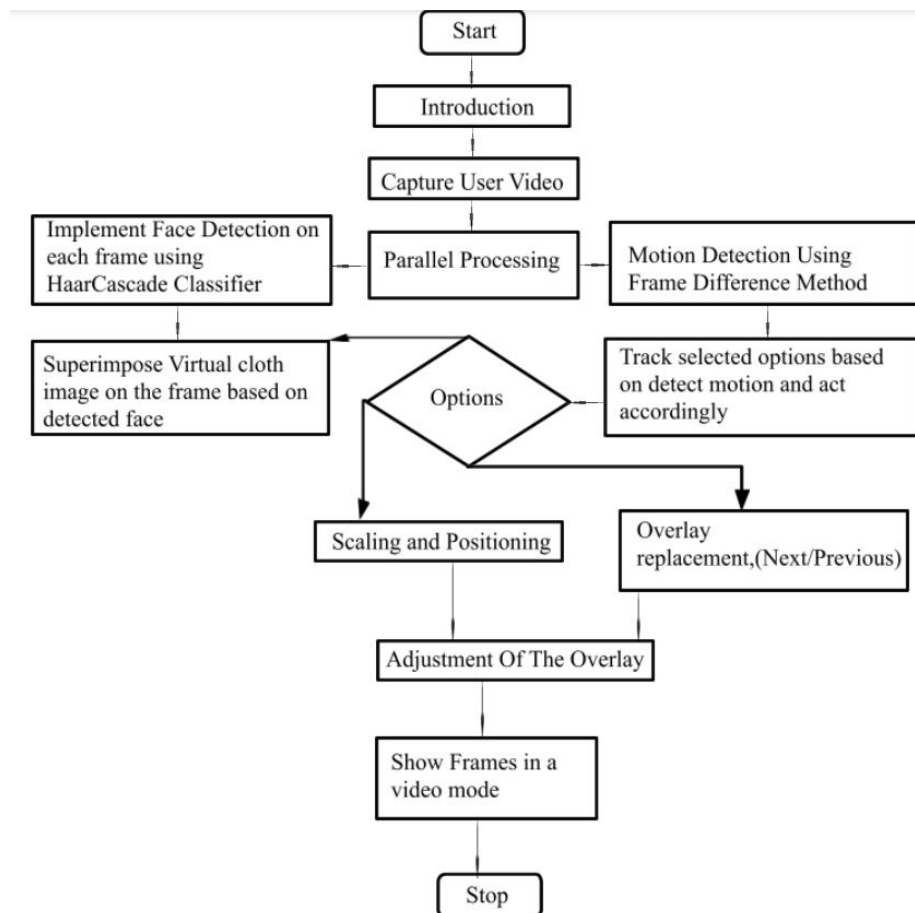 Start
Introduction
Capture User Video
Implement Face Detection on
each frame using
HaarCascade Classifier
Parallel Processing
Motion Detection Using
Frame Difference Method
Superimpose Virtual cloth
image on the frame based on
detected face
Options
Track selected options based
on detect motion and act
accordingly
Scaling and Positioning
Overlay
replacement,(Next/Previous)
Adjustment Of The Overlay
Show Frames in a
video mode
Stop